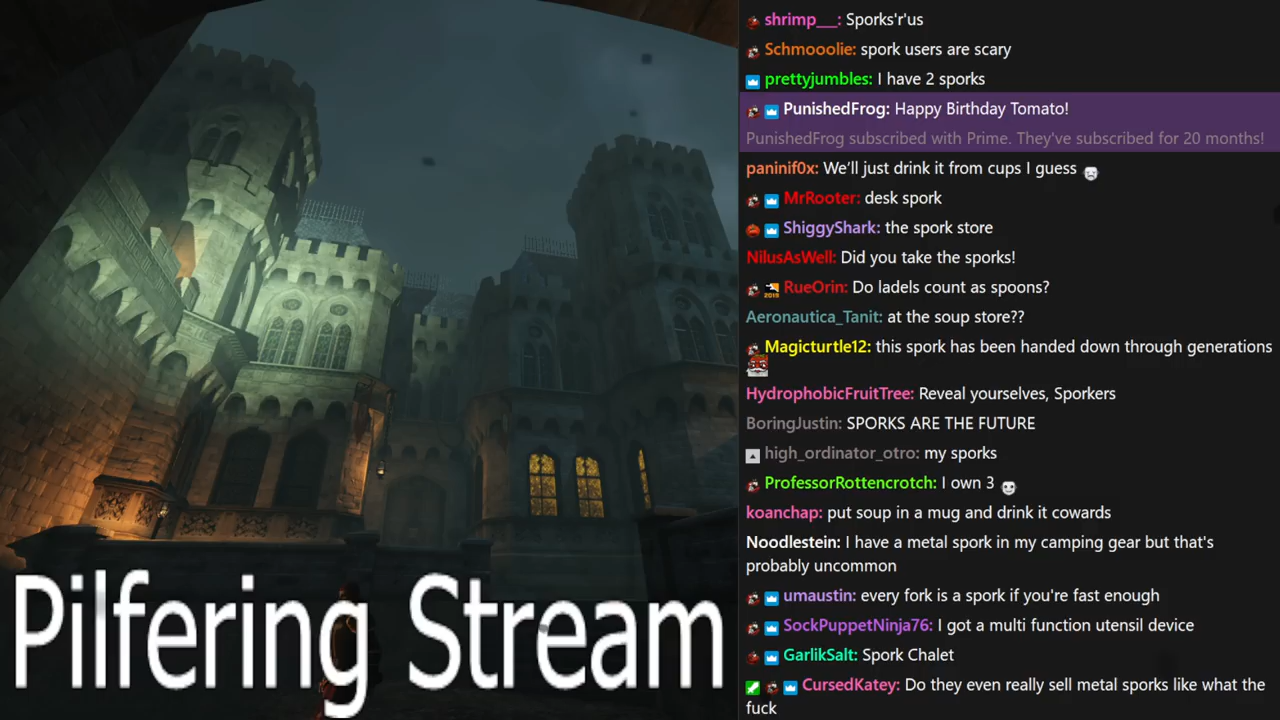 shrimp___: Sporks'r'us
Schmooolie: spork users are scary
prettyjumbles: I have 2 sporks
PunishedFrog: Happy Birthday Tomato!
PunishedFrog subscribed with Prime. They've subscribed for 20 months!
paninif0x: We’ll just drink it from cups I guess
MrRooter: desk spork
ShiggyShark: the spork store
NilusAsWell: Did you take the sporks!
RueOrin: Do ladels count as spoons?
Aeronautica_Tanit: at the soup store??
Magicturtle12: this spork has been handed down through generations
HydrophobicFruitTree: Reveal yourselves, Sporkers
BoringJustin: SPORKS ARE THE FUTURE
high_ordinator_otro: my sporks
ProfessorRottencrotch: I own 3
koanchap: put soup in a mug and drink it cowards
Noodlestein: I have a metal spork in my camping gear but that's
probably uncommon
umaustin: every fork is a spork if you're fast enough
SockPuppetNinja76: I got a multi function utensil device
GarlikSalt: Spork Chalet
CursedKatey: Do they even really sell metal sporks like what the
fuck
Pilfering Stream